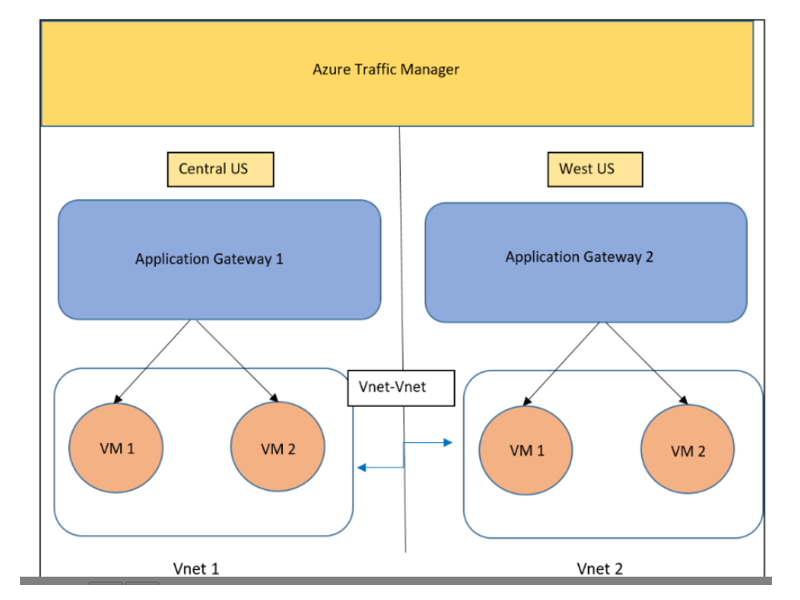 Azure Traffic Manager
Central US
West US
Application Gateway 1
Application Gateway 2
Vnet-Vnet
VM 1
VM 2
VM 1
VM 2
Vnet 1
Vnet 2